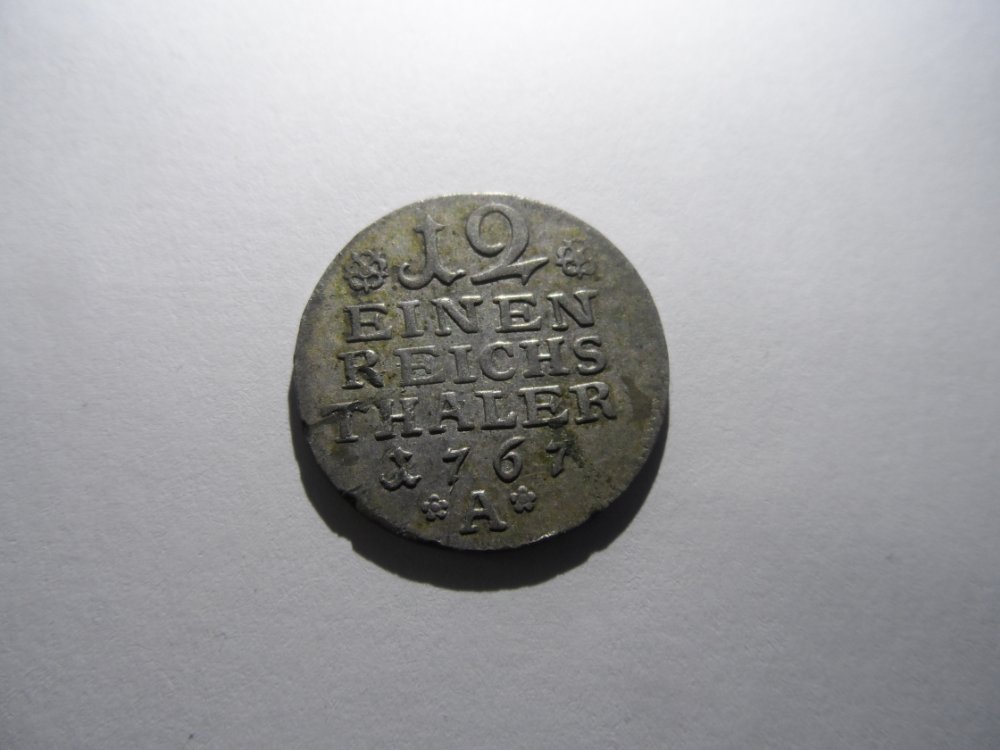 12
EINEN
REICHS
THALER
1767
A